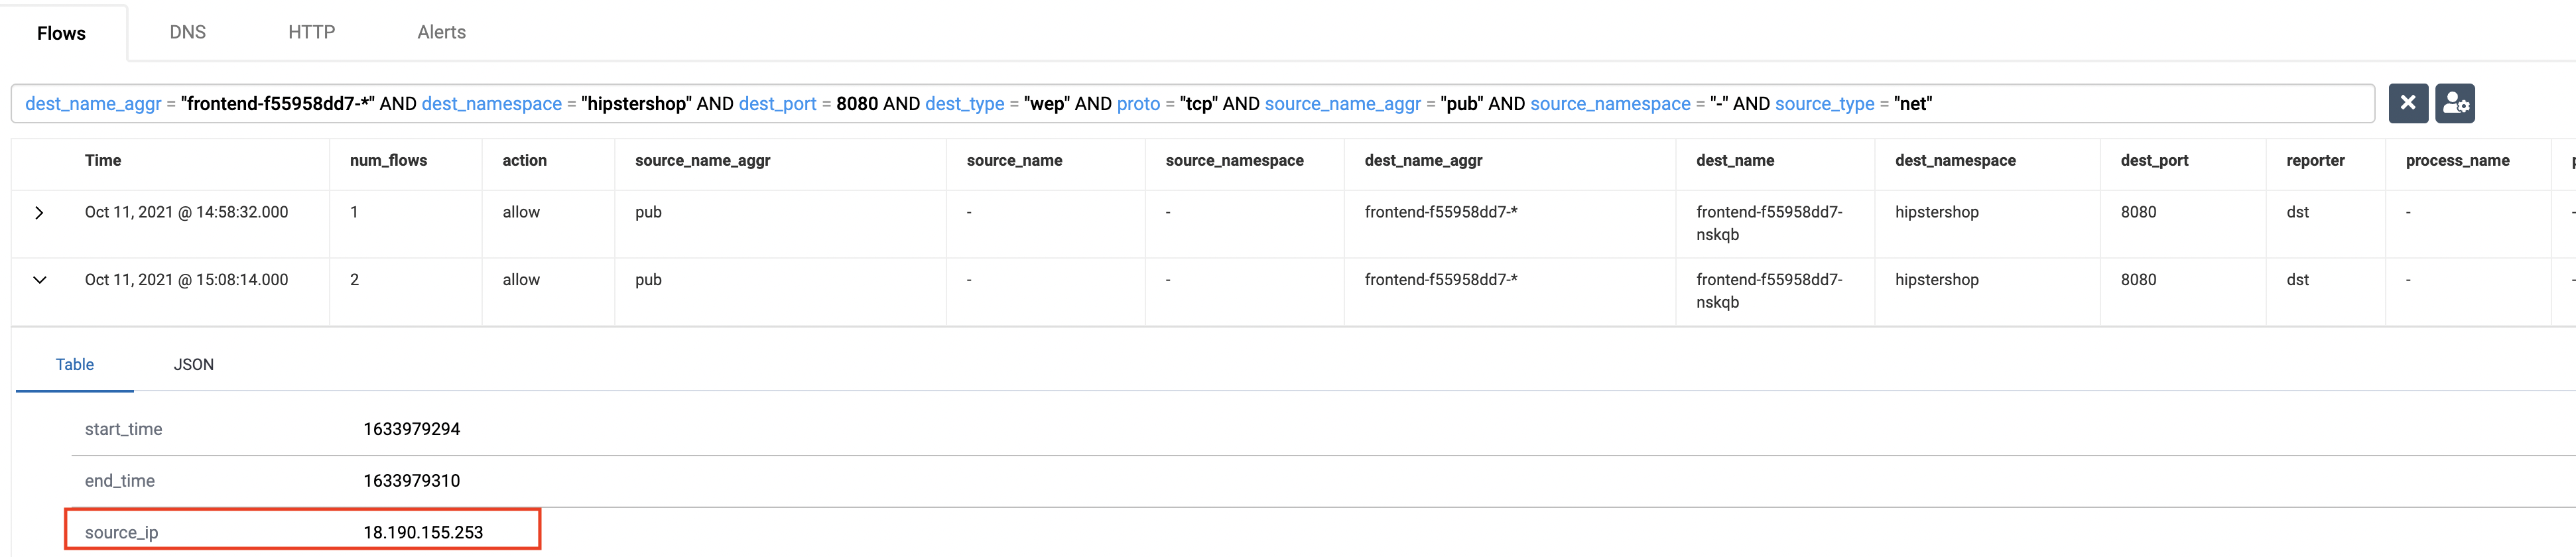 Flows DNS HTTP Alerts
dest_name_aggr = "frontend-f55958dd7-*" AND dest_namespace = "hipstershop" AND dest_port = 8080 AND dest_type = "wep" AND proto = "tcp" AND source_name_aggr = "pub" AND source_namespace = "-" AND source_type = "net"
Time num_flows action source_name_aggr source_name source_namespace dest_name_aggr dest_name dest_namespace dest_port reporter process_name
Oct 11, 2021 @ 14:58:32.000 1 allow pub - - frontend-f55958dd7-* frontend-f55958dd7- hipstershop 8080 dst - -
nskqb
Oct 11, 2021 @ 15:08:14.000 2 allow pub - - frontend-f55958dd7-* frontend-f55958dd7- hipstershop 8080 dst - -
nskqb
Table JSON
start_time 1633979294
end_time 1633979310
source_ip 18.190.155.253